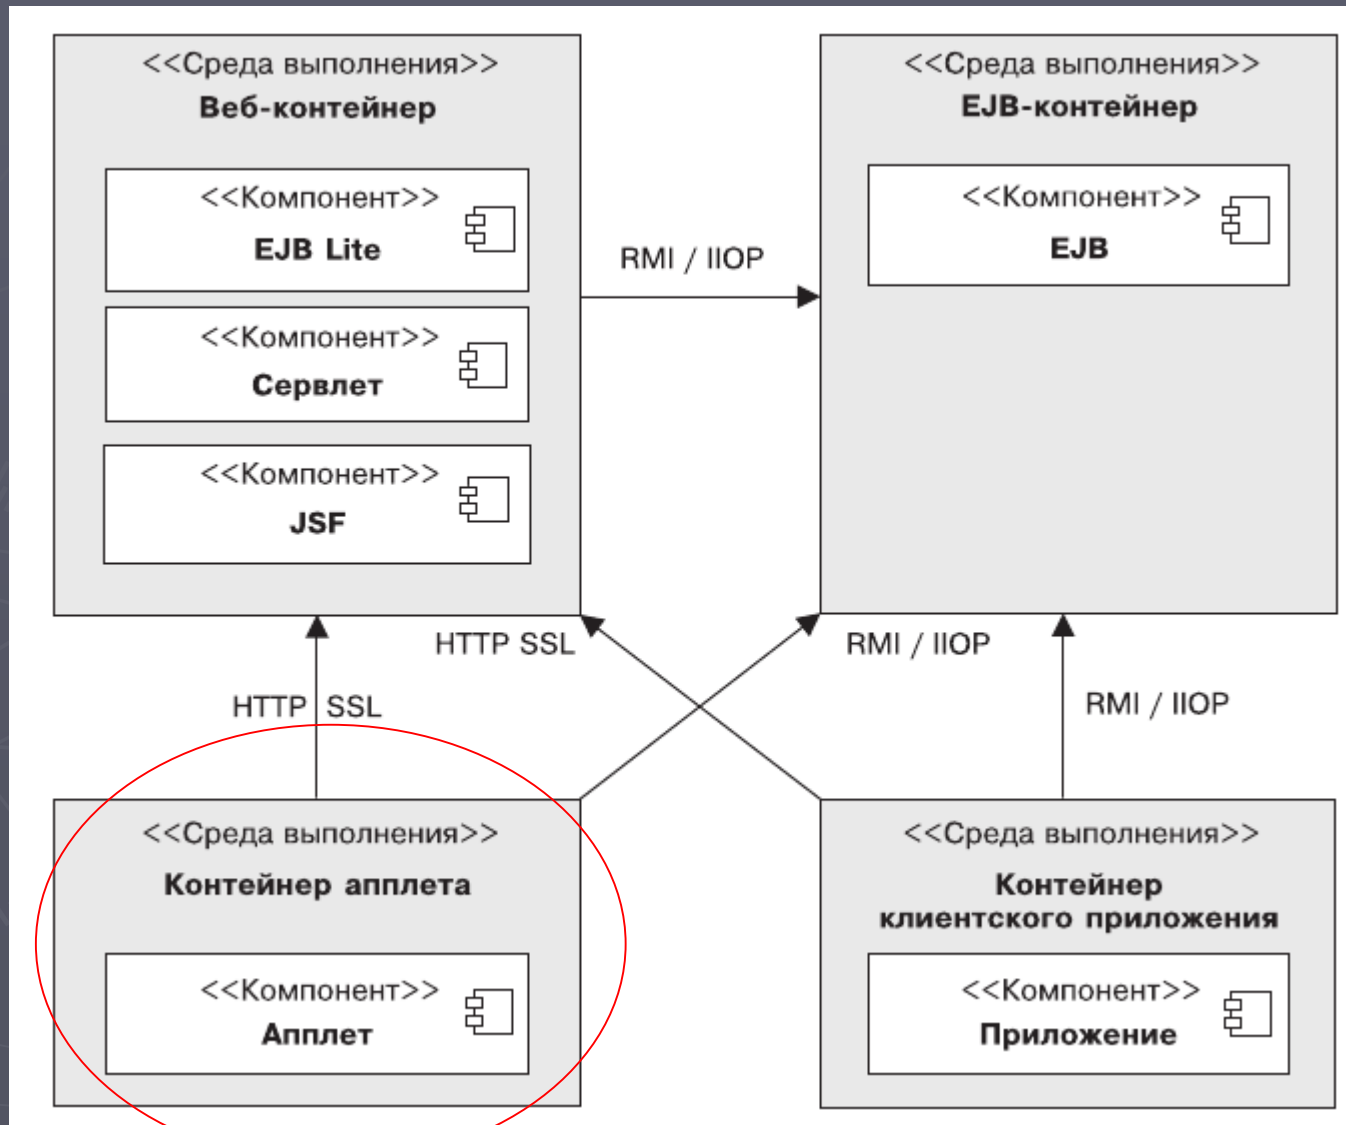 <<Среда выполнения>>
Веб-контейнер
<<Компонент>>
EJB Lite
<<Компонент>>
Сервлет
<<Компонент>>
JSF
RMI / IIOP
<<Среда выполнения>>
EJB-контейнер
<<Компонент>>
EJB
HTTP SSL
HTTP SSL
RMI / IIOP
RMI / IIOP
<<Среда выполнения>>
Контейнер апплета
<<Компонент>>
Апплет
<<Среда выполнения>>
Контейнер
клиентского приложения
<<Компонент>>
Приложение